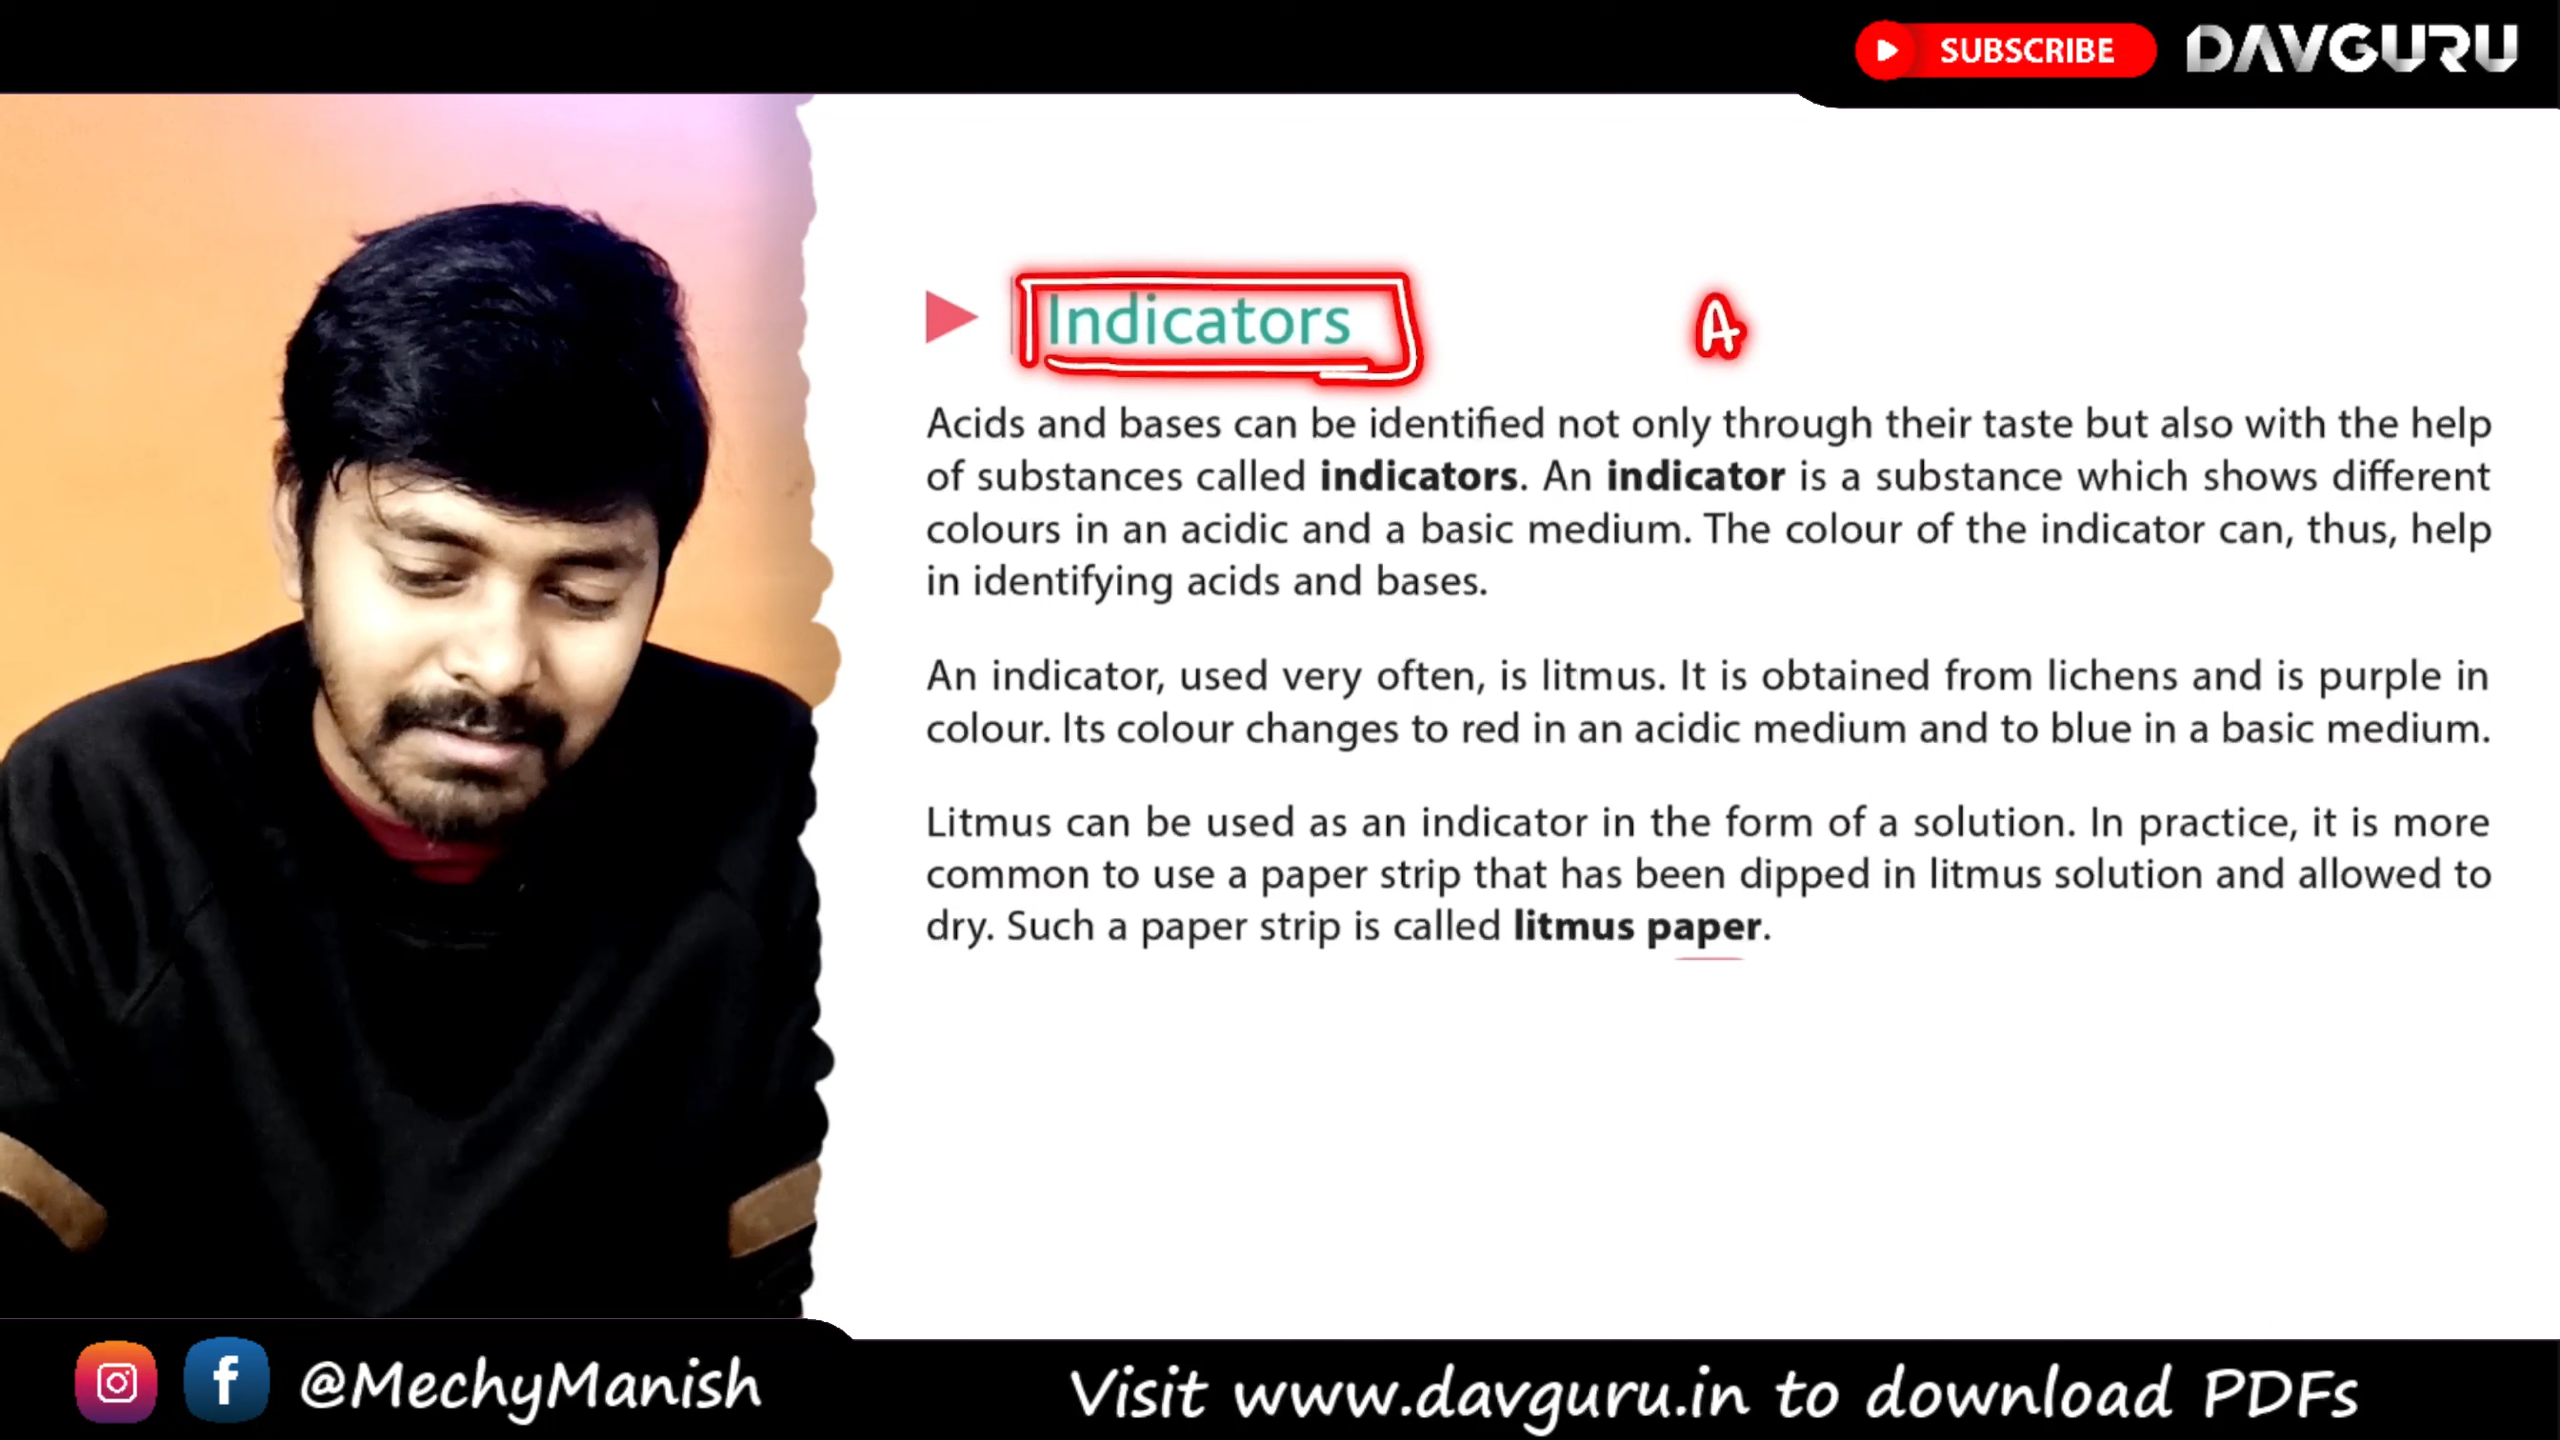 SUBSCRIBE DAVGURU
Indicators
A
Acids and bases can be identified not only through their taste but also with the help
of substances called indicators. An indicator is a substance which shows different
colours in an acidic and a basic medium. The colour of the indicator can, thus, help
in identifying acids and bases.
An indicator, used very often, is litmus. It is obtained from lichens and is purple in
colour. Its colour changes to red in an acidic medium and to blue in a basic medium.
Litmus can be used as an indicator in the form of a solution. In practice, it is more
common to use a paper strip that has been dipped in litmus solution and allowed to
dry. Such a paper strip is called litmus paper.
@MechyManish
Visit www.davguru.in to download PDFs